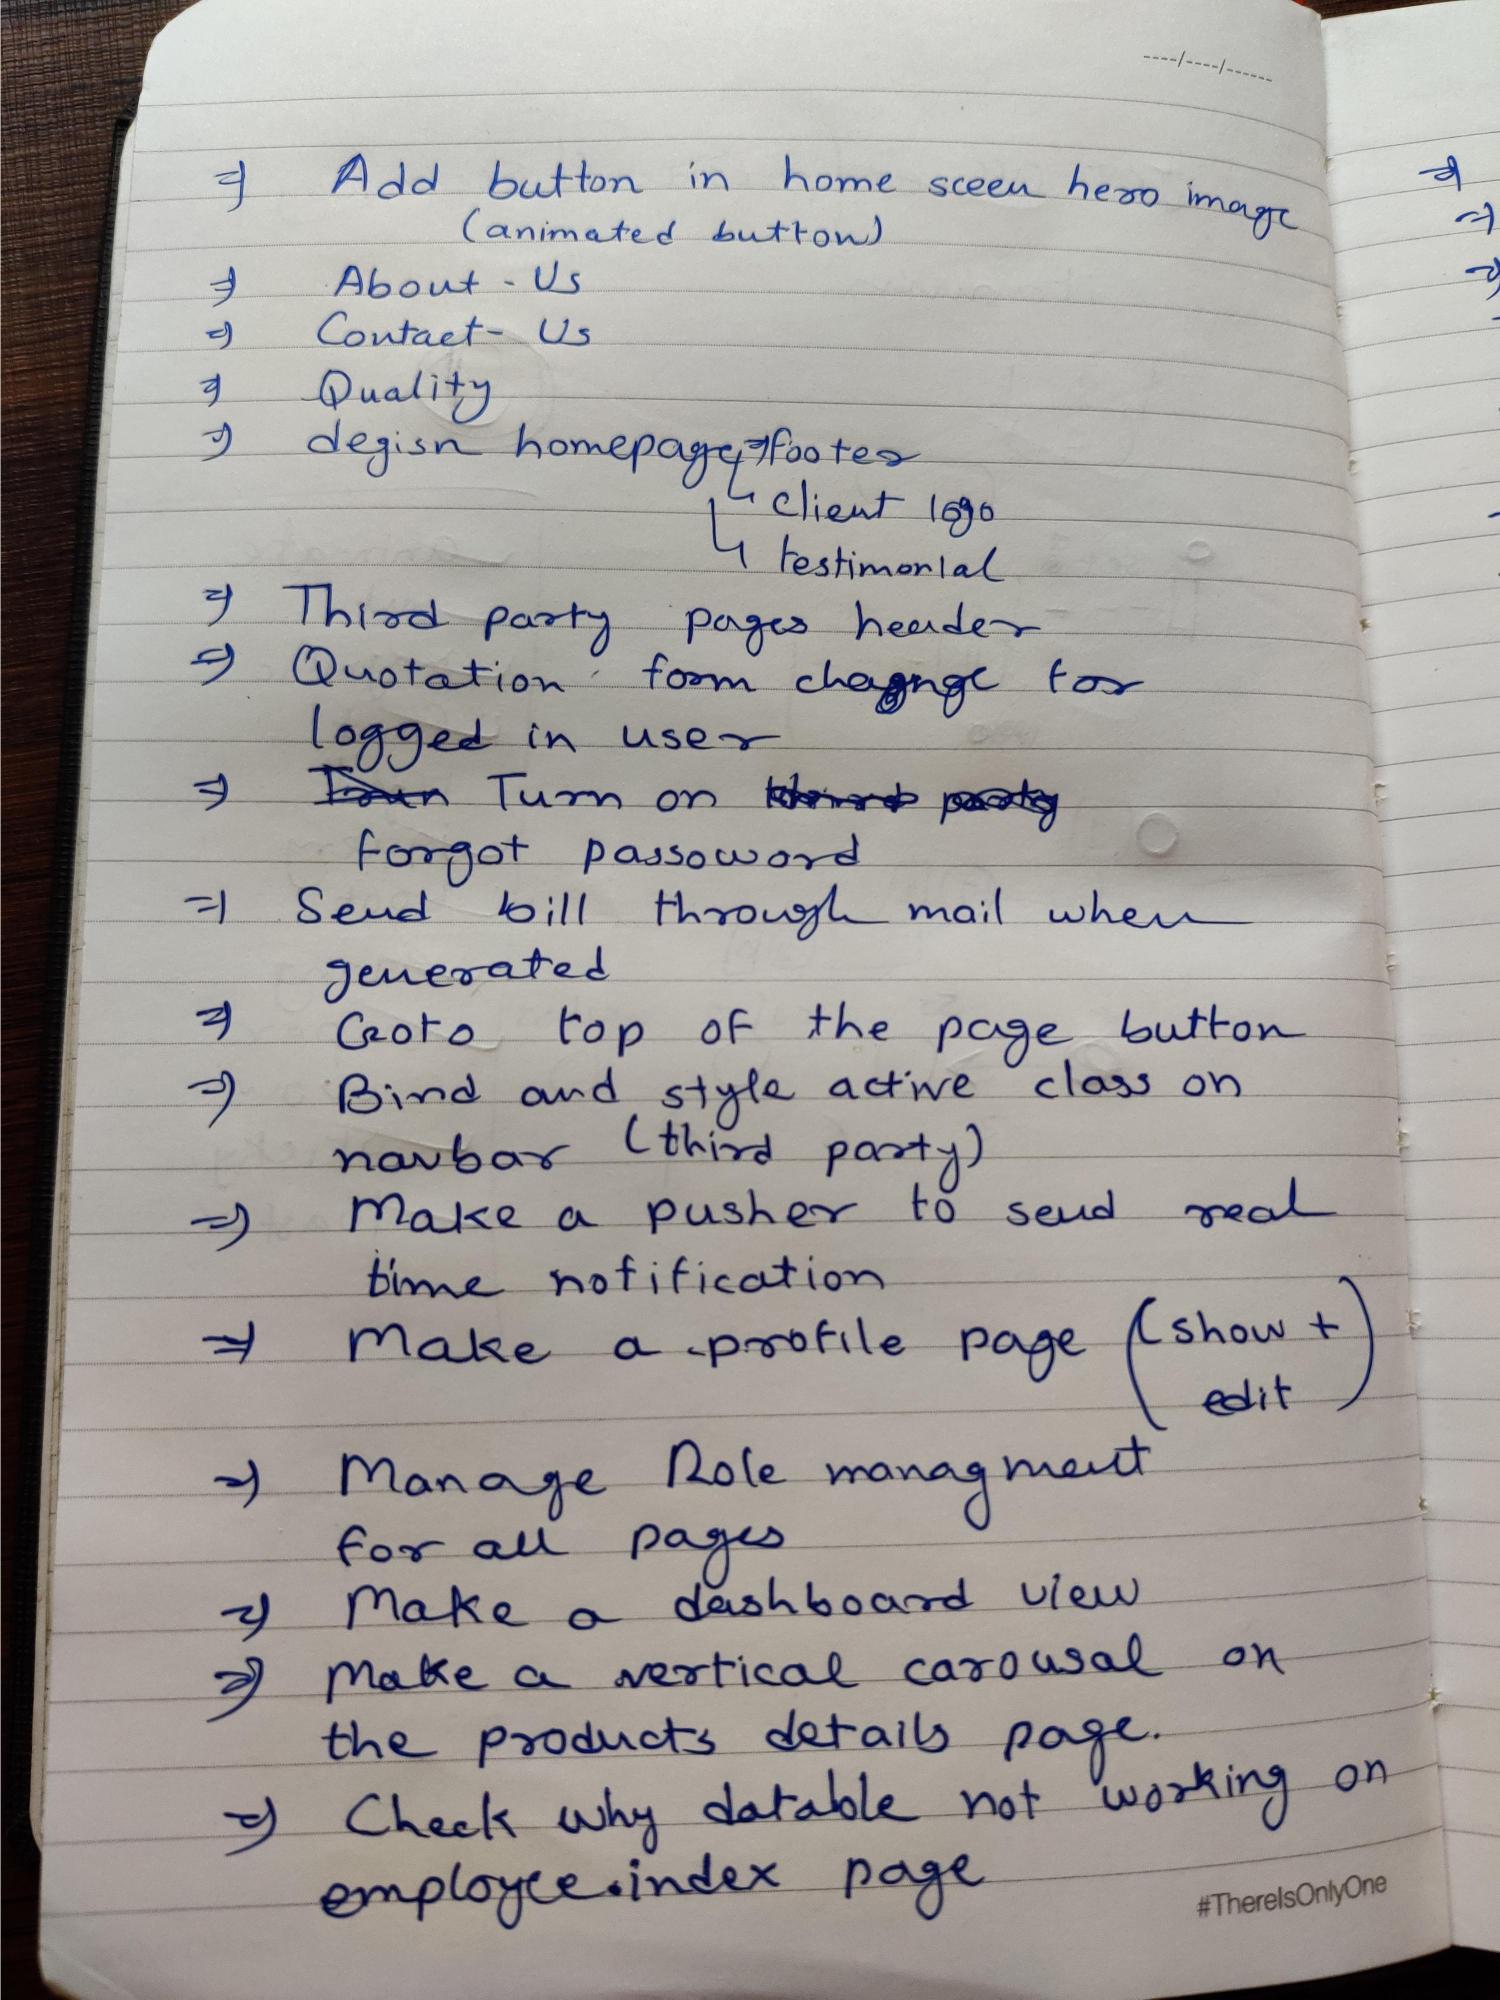 ----/----/------
⇒ Add button in home sceen hero image
(animated button)
⇒ About - Us
⇒ Contact - Us
⇒ Quality
⇒ degisn homepage ⇒ footer
↳ client logo
↳ testimonial
⇒ Third party pages header
⇒ Quotation form change for
logged in user
⇒ Turn on
forgot passoword
⇒ Send bill through mail when
generated
⇒ Goto top of the page button
⇒ Bind and style active class on
navbar (third party)
⇒ Make a pusher to send real
time notification
⇒ Make a profile page (show +
edit)
⇒ Manage Role managment
for all pages
⇒ Make a dashboard view
⇒ Make a vertical carousal on
the products details page.
⇒ Check why datable not working on
employee.index page
#ThereIsOnlyOne